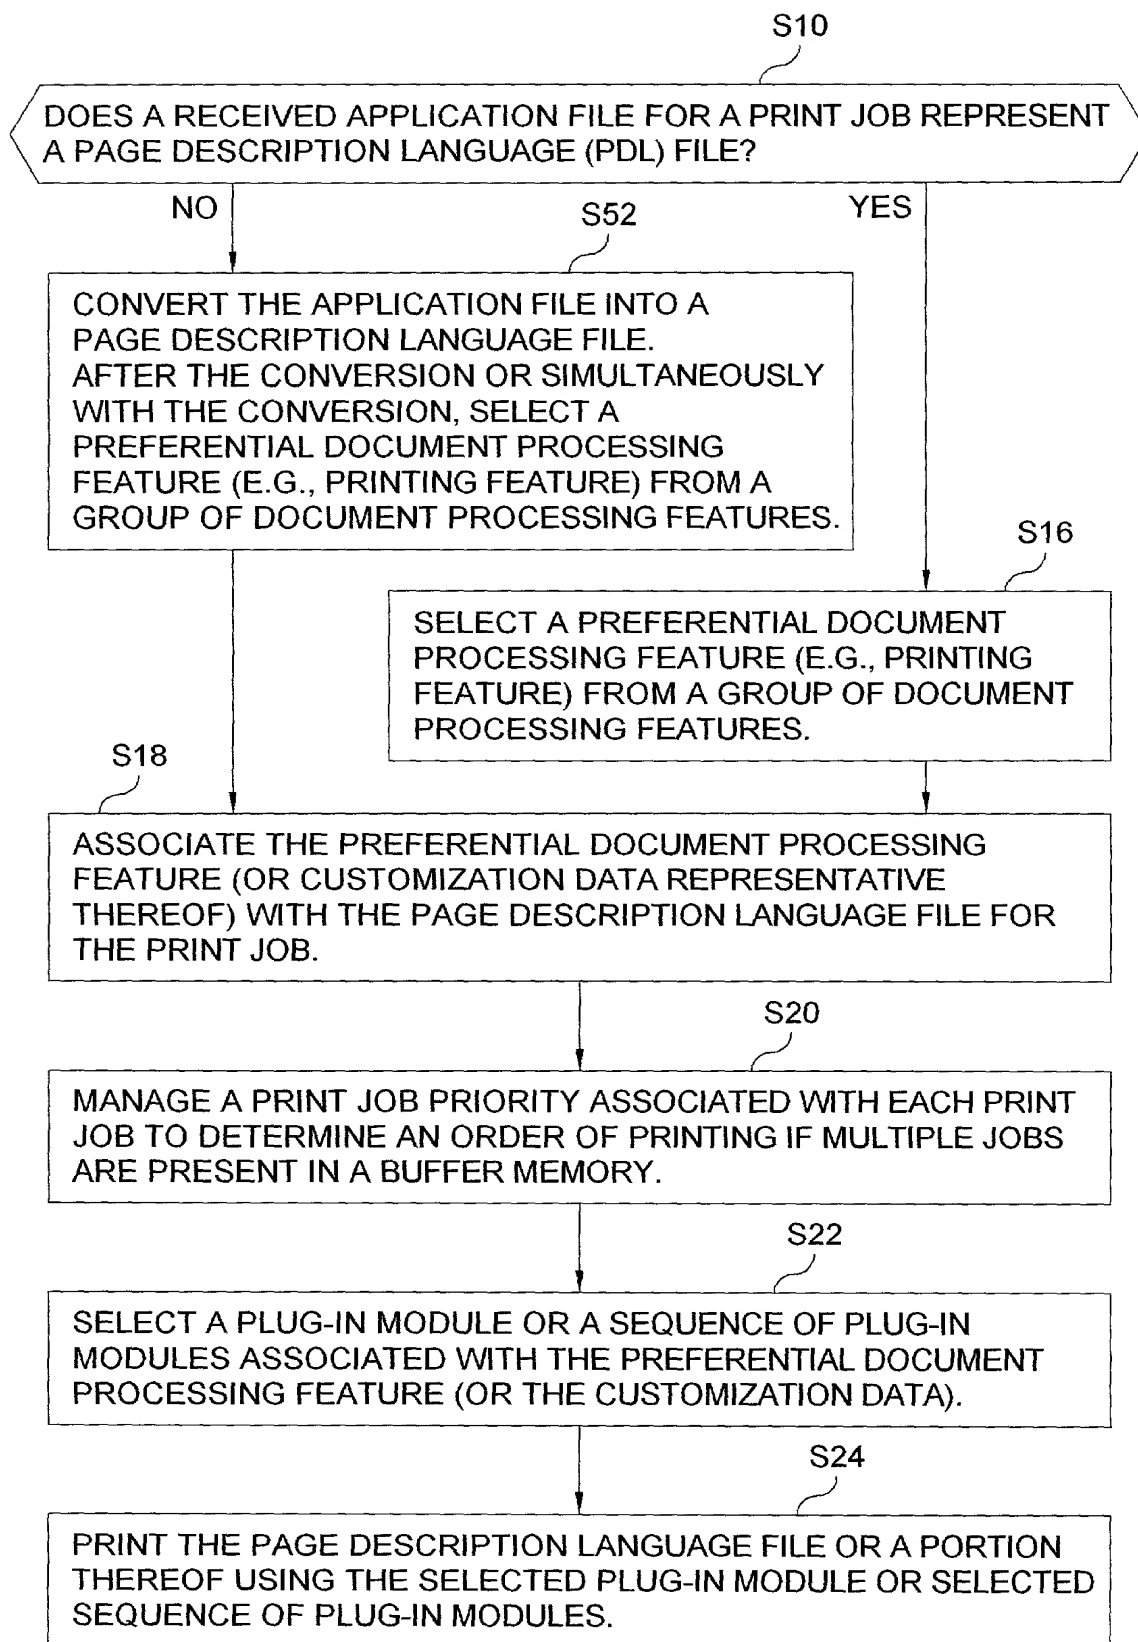 S10
DOES A RECEIVED APPLICATION FILE FOR A PRINT JOB REPRESENT
A PAGE DESCRIPTION LANGUAGE (PDL) FILE?
NO
YES
S52
CONVERT THE APPLICATION FILE INTO A
PAGE DESCRIPTION LANGUAGE FILE.
AFTER THE CONVERSION OR SIMULTANEOUSLY
WITH THE CONVERSION, SELECT A
PREFERENTIAL DOCUMENT PROCESSING
FEATURE (E.G., PRINTING FEATURE) FROM A
GROUP OF DOCUMENT PROCESSING FEATURES.
S16
SELECT A PREFERENTIAL DOCUMENT
PROCESSING FEATURE (E.G., PRINTING
FEATURE) FROM A GROUP OF DOCUMENT
PROCESSING FEATURES.
S18
ASSOCIATE THE PREFERENTIAL DOCUMENT PROCESSING
FEATURE (OR CUSTOMIZATION DATA REPRESENTATIVE
THEREOF) WITH THE PAGE DESCRIPTION LANGUAGE FILE FOR
THE PRINT JOB.
S20
MANAGE A PRINT JOB PRIORITY ASSOCIATED WITH EACH PRINT
JOB TO DETERMINE AN ORDER OF PRINTING IF MULTIPLE JOBS
ARE PRESENT IN A BUFFER MEMORY.
S22
SELECT A PLUG-IN MODULE OR A SEQUENCE OF PLUG-IN
MODULES ASSOCIATED WITH THE PREFERENTIAL DOCUMENT
PROCESSING FEATURE (OR THE CUSTOMIZATION DATA).
S24
PRINT THE PAGE DESCRIPTION LANGUAGE FILE OR A PORTION
THEREOF USING THE SELECTED PLUG-IN MODULE OR SELECTED
SEQUENCE OF PLUG-IN MODULES.